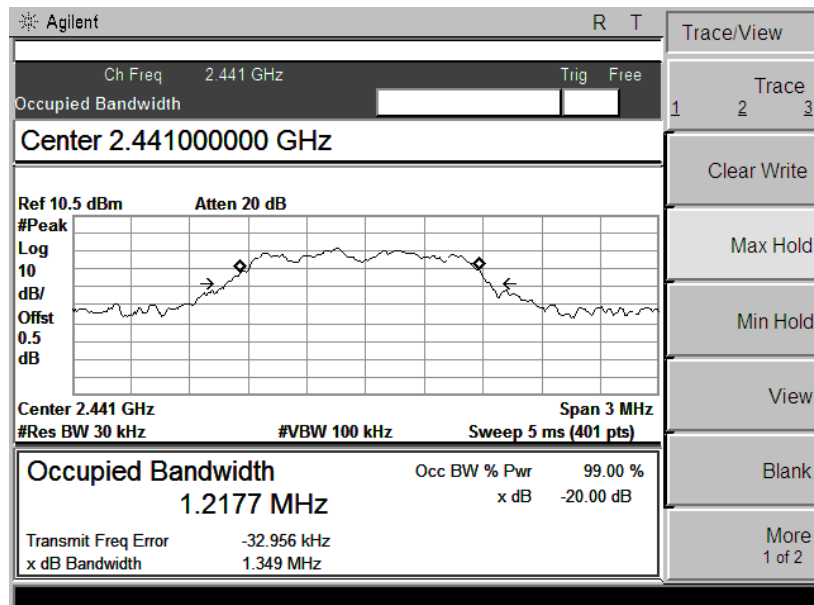 Agilent R T
Trace/View
Ch Freq 2.441 GHz Trig Free
Occupied Bandwidth
Trace
1 2 3
Center 2.441000000 GHz
Clear Write
Ref 10.5 dBm Atten 20 dB
#Peak
Log
10
dB/
Offst
0.5
dB
Max Hold
Min Hold
View
Center 2.441 GHz Span 3 MHz
#Res BW 30 kHz #VBW 100 kHz Sweep 5 ms (401 pts)
Occupied Bandwidth Occ BW % Pwr 99.00 %
1.2177 MHz x dB -20.00 dB
Blank
Transmit Freq Error -32.956 kHz
x dB Bandwidth 1.349 MHz
More
1 of 2